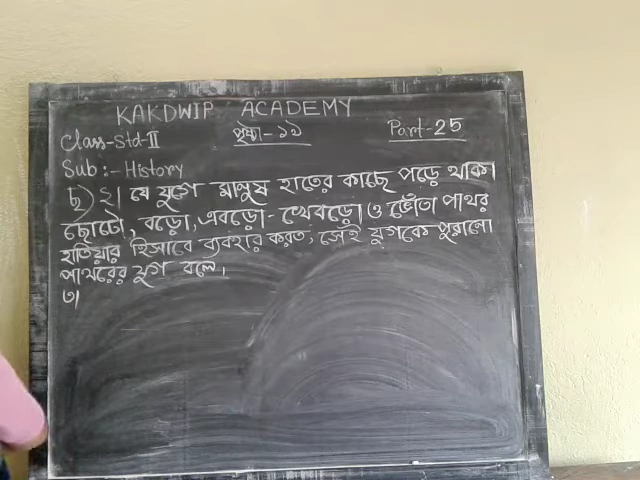 KAKDWIP ACADEMY
Class-Std-II পৃষ্ঠা-১৯ Part-25
Sub:- History
চ) ২। যে যুগে মানুষ হাতের কাছে পড়ে থাকা
ছোটো, বড়ো, এবড়ো-খেবড়ো ও ভোঁতা পাথর
হাতিয়ার হিসাবে ব্যবহার করত, সেই যুগকে পুরানো
পাথরের যুগ বলে।
৩।